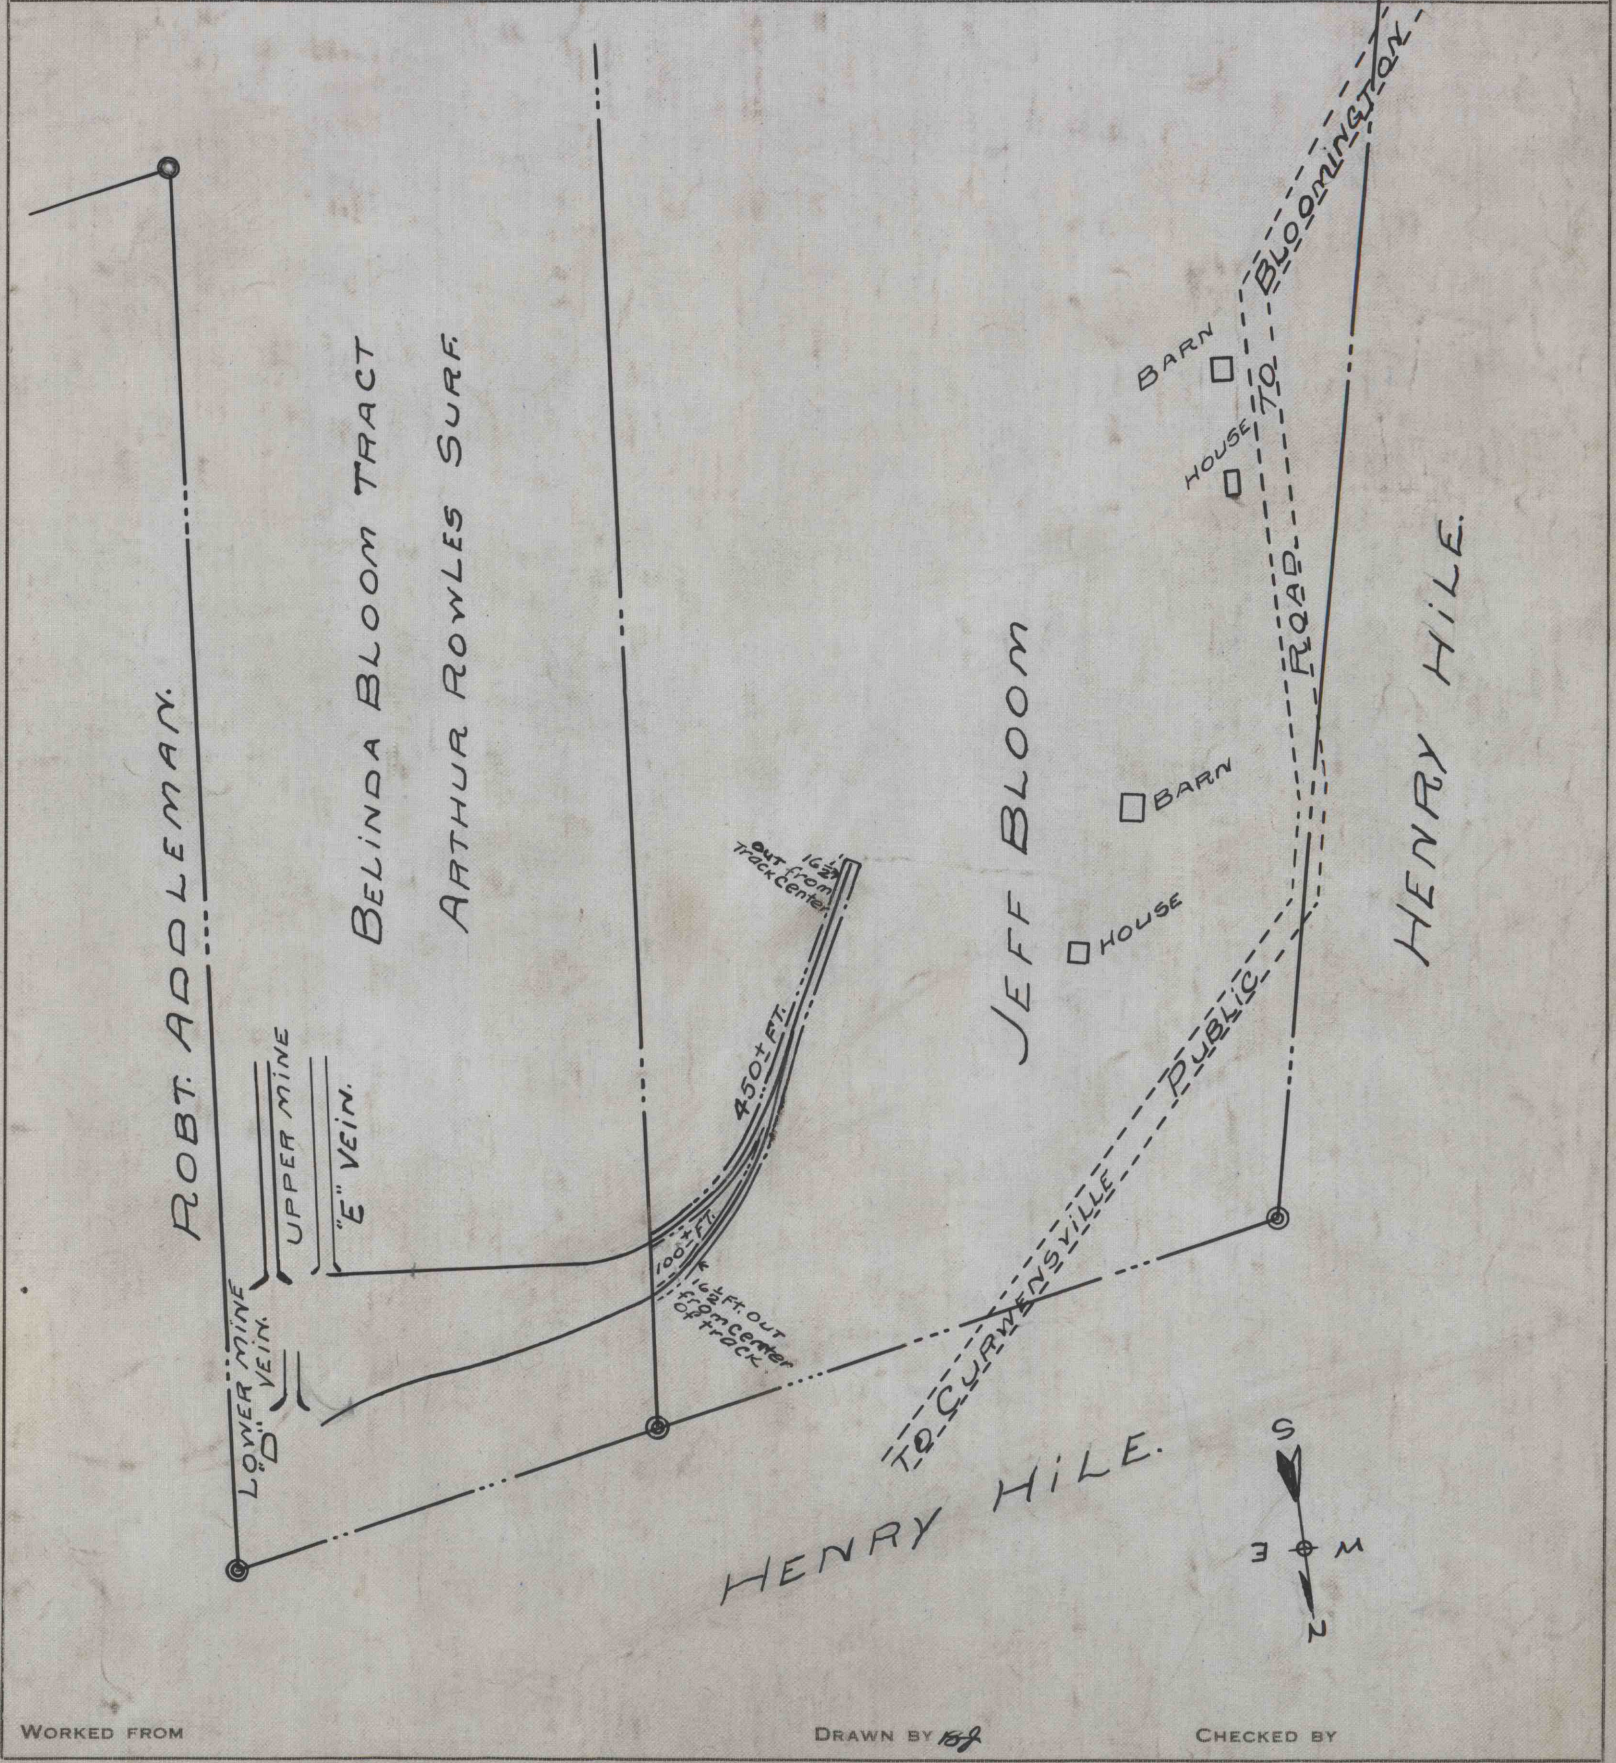 ROBT. ADDLEMAN.
BELINDA BLOOM TRACT
ARTHUR ROWLES SURF.
UPPER MINE
"E" VEIN.
LOWER MINE
"D" VEIN.
16½'
OUT from
Track Center
450± FT.
100± FT.
16½ FT. OUT
from center
of track.
JEFF BLOOM
BARN
HOUSE
BARN
HOUSE
TO CURWENSVILLE PUBLIC ROAD TO BLOOMINGTON
HENRY HILE.
HENRY HILE.
S
E W
N
WORKED FROM
DRAWN BY
CHECKED BY